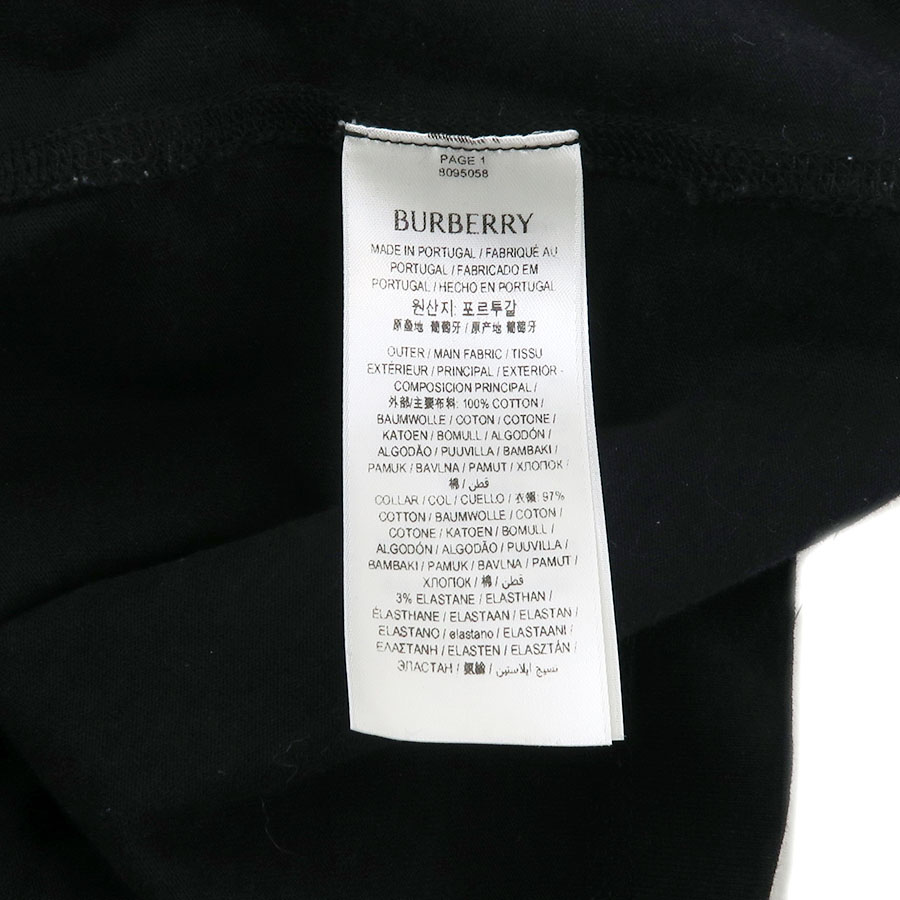 PAGE 1
8095058
BURBERRY
MADE IN PORTUGAL / FABRIQUÉ AU
PORTUGAL / FABRICADO EM
PORTUGAL / HECHO EN PORTUGAL
원산지: 포르투갈
原產地 葡萄牙 / 原产地 葡萄牙
OUTER / MAIN FABRIC / TISSU
EXTÉRIEUR / PRINCIPAL / EXTERIOR -
COMPOSICION PRINCIPAL /
外部/主要布料: 100% COTTON /
BAUMWOLLE / COTON / COTONE /
KATOEN / BOMULL / ALGODÓN /
ALGODÃO / PUUVILLA / BAMBAKI /
PAMUK / BAVLNA / PAMUT / ХЛОПОК /
棉 / قطن
COLLAR / COL / CUELLO / 衣領: 97%
COTTON / BAUMWOLLE / COTON /
COTONE / KATOEN / BOMULL /
ALGODÓN / ALGODÃO / PUUVILLA /
BAMBAKI / PAMUK / BAVLNA / PAMUT /
ХЛОПОК / 棉 / قطن
3% ELASTANE / ELASTHAN /
ÉLASTHANE / ELASTAAN / ELASTAN /
ELASTANO / elastano / ELASTAANI /
ΕΛΑΣΤΑΝΗ / ELASTEN / ELASZTÁN /
ЭЛАСТАН / 氨綸 / نسيج ايلاستين